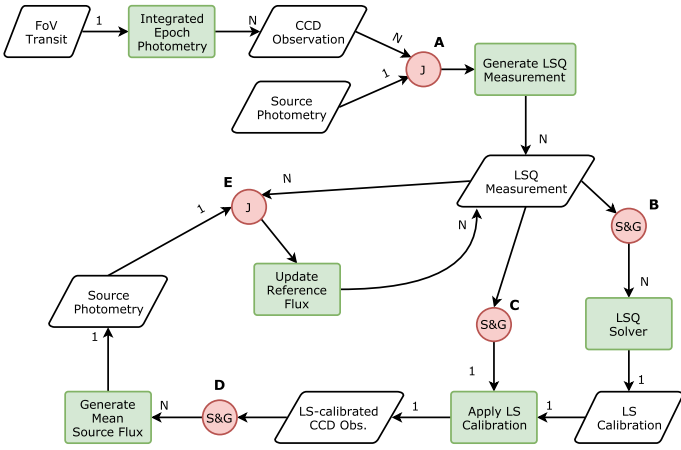 FoV
Transit
1
Integrated
Epoch
Photometry
N
CCD
Observation
N
A
J
1
Source
Photometry
Generate LSQ
Measurement
N
LSQ
Measurement
N
E
J
1
B
S&G
N
Update
Reference
Flux
N
Source
Photometry
C
S&G
1
LSQ
Solver
1
1
Generate
Mean
Source Flux
N
D
S&G
LS-calibrated
CCD Obs.
1
Apply LS
Calibration
1
LS
Calibration